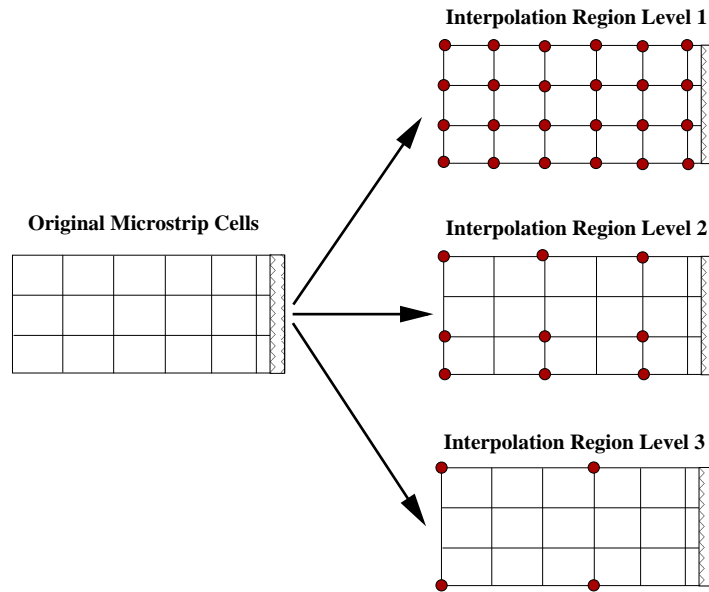 Interpolation Region Level 1
Original Microstrip Cells
Interpolation Region Level 2
Interpolation Region Level 3